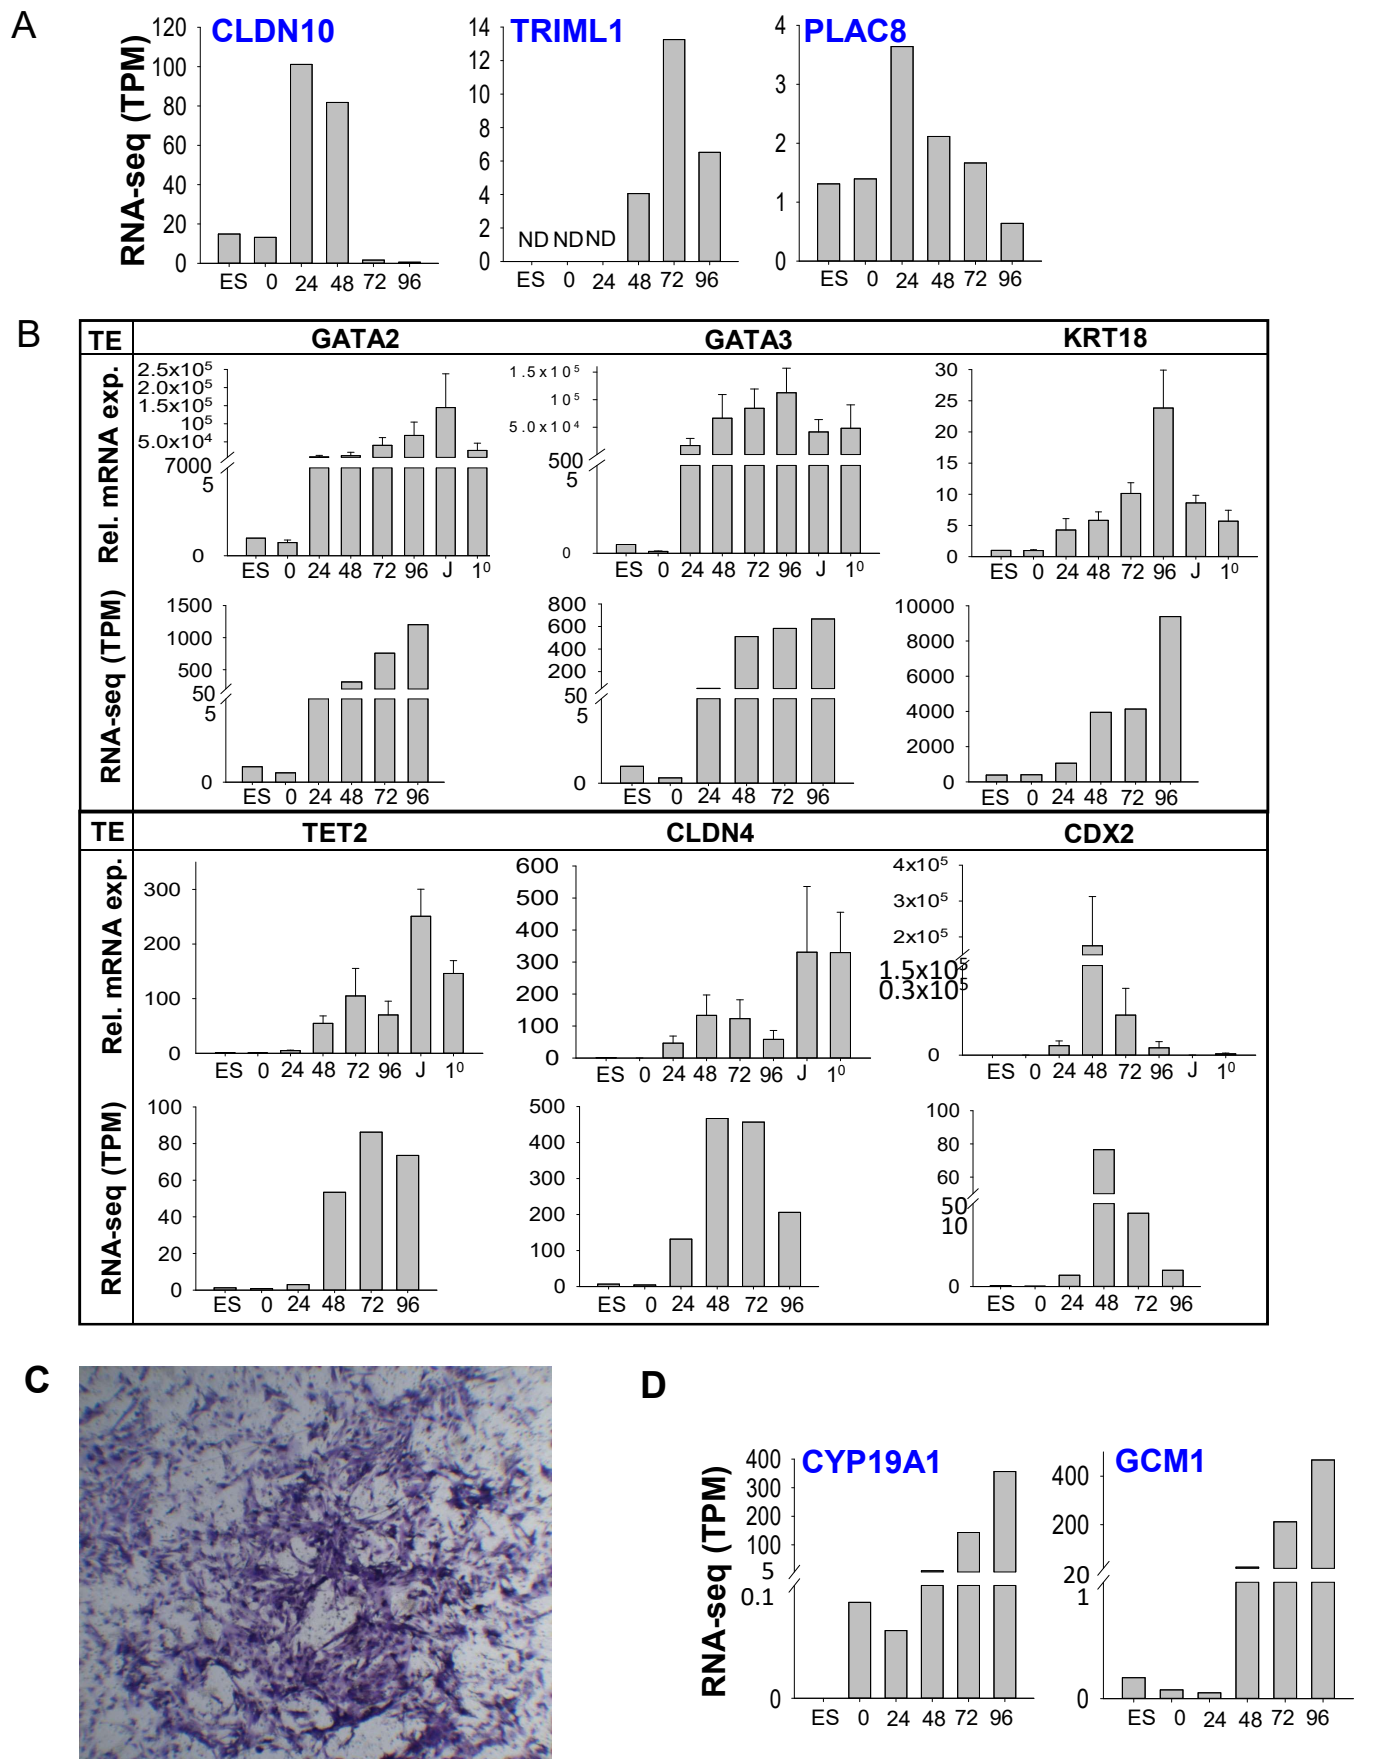 A
CLDN10
TRIML1
PLAC8
RNA-seq (TPM)
120
100
80
60
40
20
0
ES 0 24 48 72 96
14
12
10
8
6
4
2
0
ND ND ND
ES 0 24 48 72 96
4
3
2
1
0
ES 0 24 48 72 96
B
TE GATA2 GATA3 KRT18
Rel. mRNA exp.
2.5x10⁵
2.0x10⁵
1.5x10⁵
10⁵
5.0x10⁴
7000
5
0
ES 0 24 48 72 96 J 1⁰
1.5x10⁵
10⁵
5.0x10⁴
500
5
0
ES 0 24 48 72 96 J 1⁰
30
25
20
15
10
5
0
ES 0 24 48 72 96 J 1⁰
RNA-seq (TPM)
1500
1000
500
50
5
0
ES 0 24 48 72 96
800
600
400
200
50
5
0
ES 0 24 48 72 96
10000
8000
6000
4000
2000
0
ES 0 24 48 72 96
TE TET2 CLDN4 CDX2
Rel. mRNA exp.
300
200
100
0
ES 0 24 48 72 96 J 1⁰
600
500
400
300
200
100
0
ES 0 24 48 72 96 J 1⁰
4x10⁵
3x10⁵
2x10⁵
1.5x10⁵
0.3x10⁵
0
ES 0 24 48 72 96 J 1⁰
RNA-seq (TPM)
100
80
60
40
20
0
ES 0 24 48 72 96
500
400
300
200
100
0
ES 0 24 48 72 96
100
80
60
50
10
0
ES 0 24 48 72 96
C
D
CYP19A1
GCM1
RNA-seq (TPM)
400
300
200
100
5
0.1
0
ES 0 24 48 72 96
400
200
20
1
0
ES 0 24 48 72 96